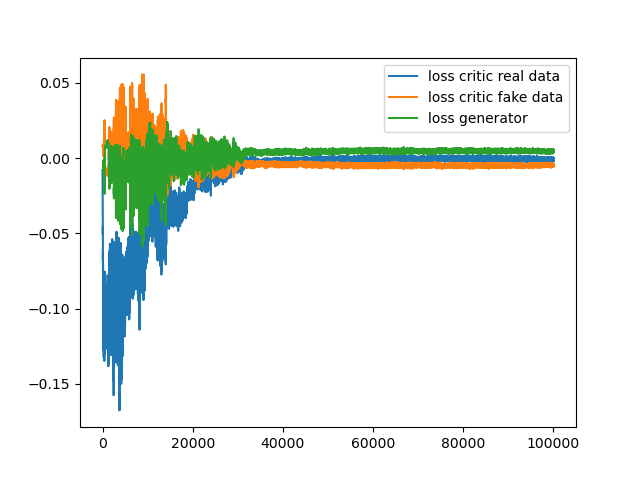 loss critic real data
loss critic fake data
loss generator
0.05
0.00
−0.05
−0.10
−0.15
0 20000 40000 60000 80000 100000